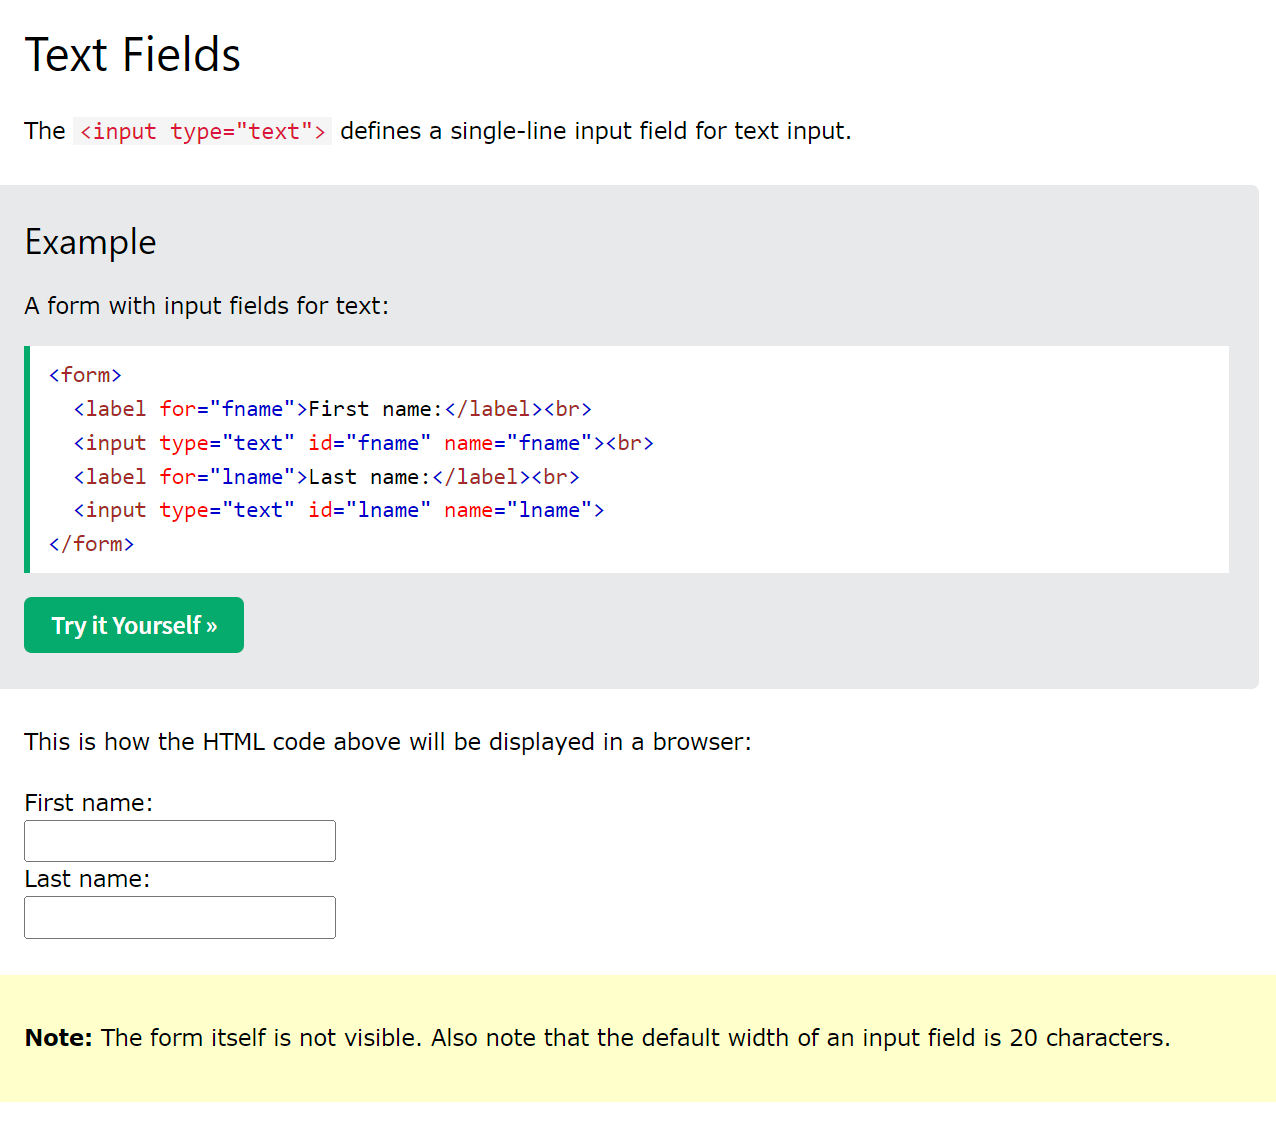 Text Fields
The <input type="text"> defines a single-line input field for text input.
Example
A form with input fields for text:
<form>
  <label for="fname">First name:</label><br>
  <input type="text" id="fname" name="fname"><br>
  <label for="lname">Last name:</label><br>
  <input type="text" id="lname" name="lname">
</form>
Try it Yourself »
This is how the HTML code above will be displayed in a browser:
First name:
Last name:
Note: The form itself is not visible. Also note that the default width of an input field is 20 characters.